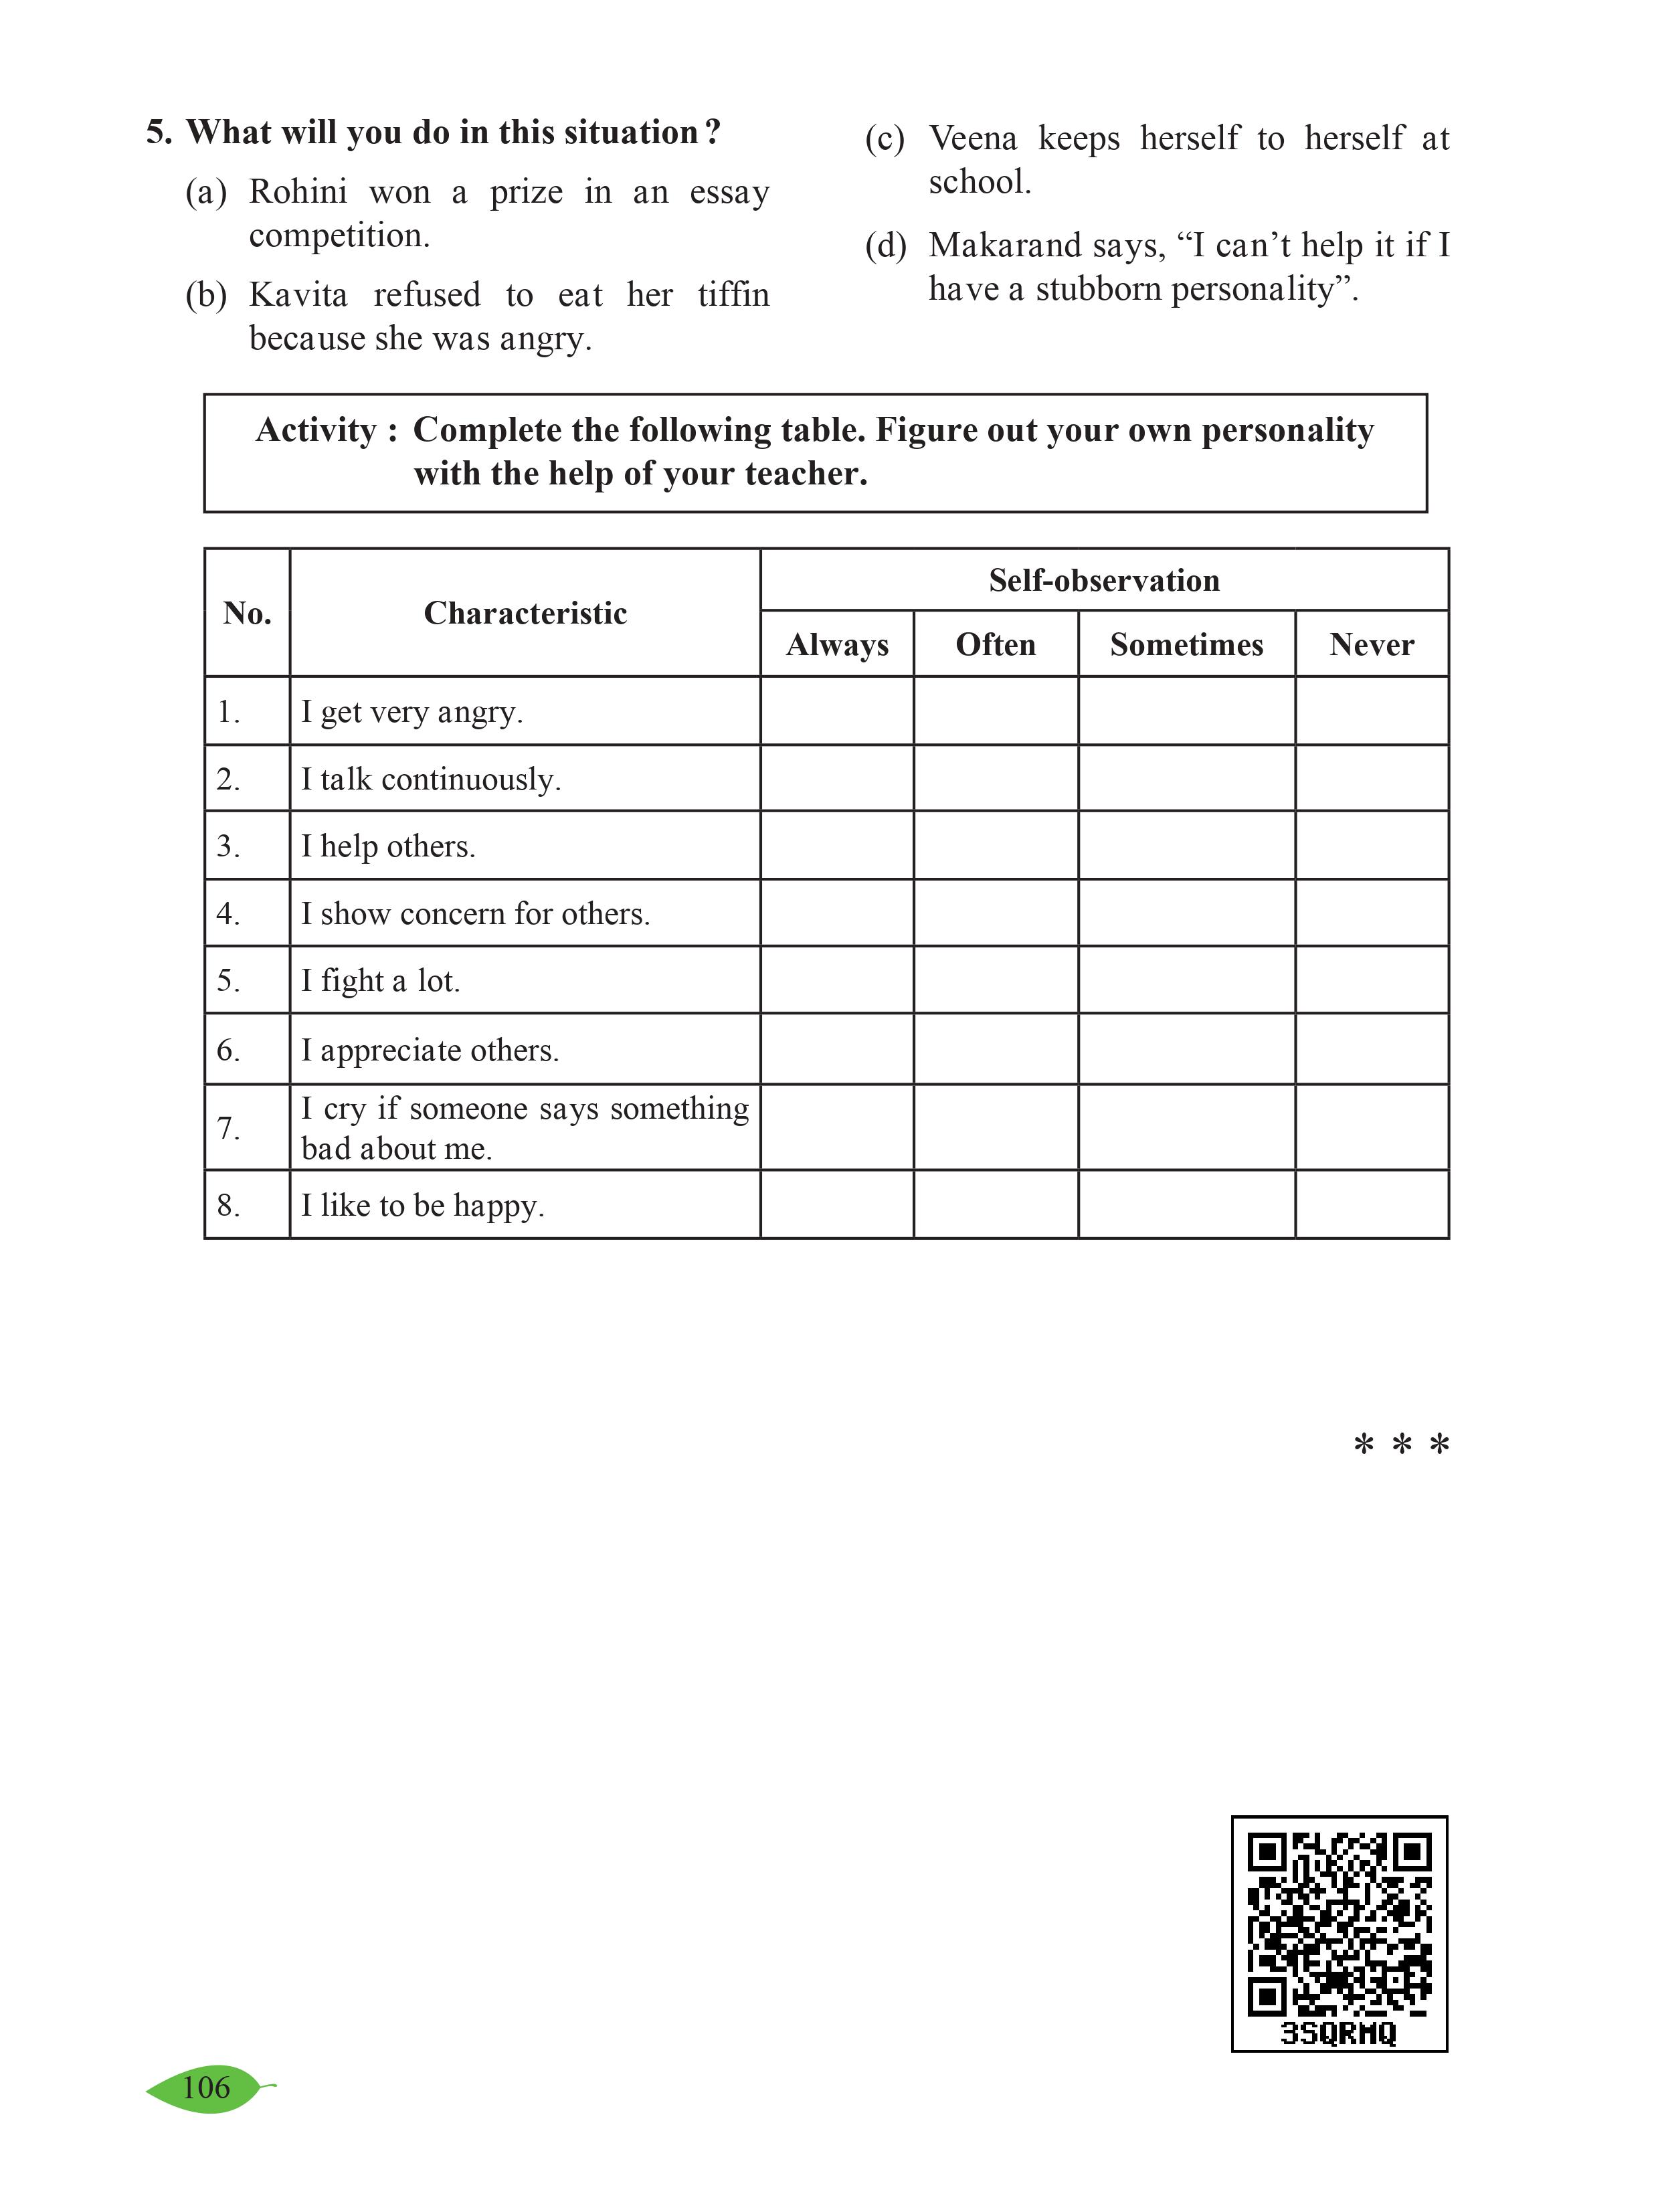 5. What will you do in this situation ?
(a) Rohini won a prize in an essay
competition.
(b) Kavita refused to eat her tiffin
because she was angry.
(c) Veena keeps herself to herself at
school.
(d) Makarand says, “I can’t help it if I
have a stubborn personality”.
Activity : Complete the following table. Figure out your own personality
with the help of your teacher.
No. Characteristic Self-observation
Always Often Sometimes Never
1. I get very angry.
2. I talk continuously.
3. I help others.
4. I show concern for others.
5. I fight a lot.
6. I appreciate others.
7. I cry if someone says something
bad about me.
8. I like to be happy.
* * *
3SQRMQ
106